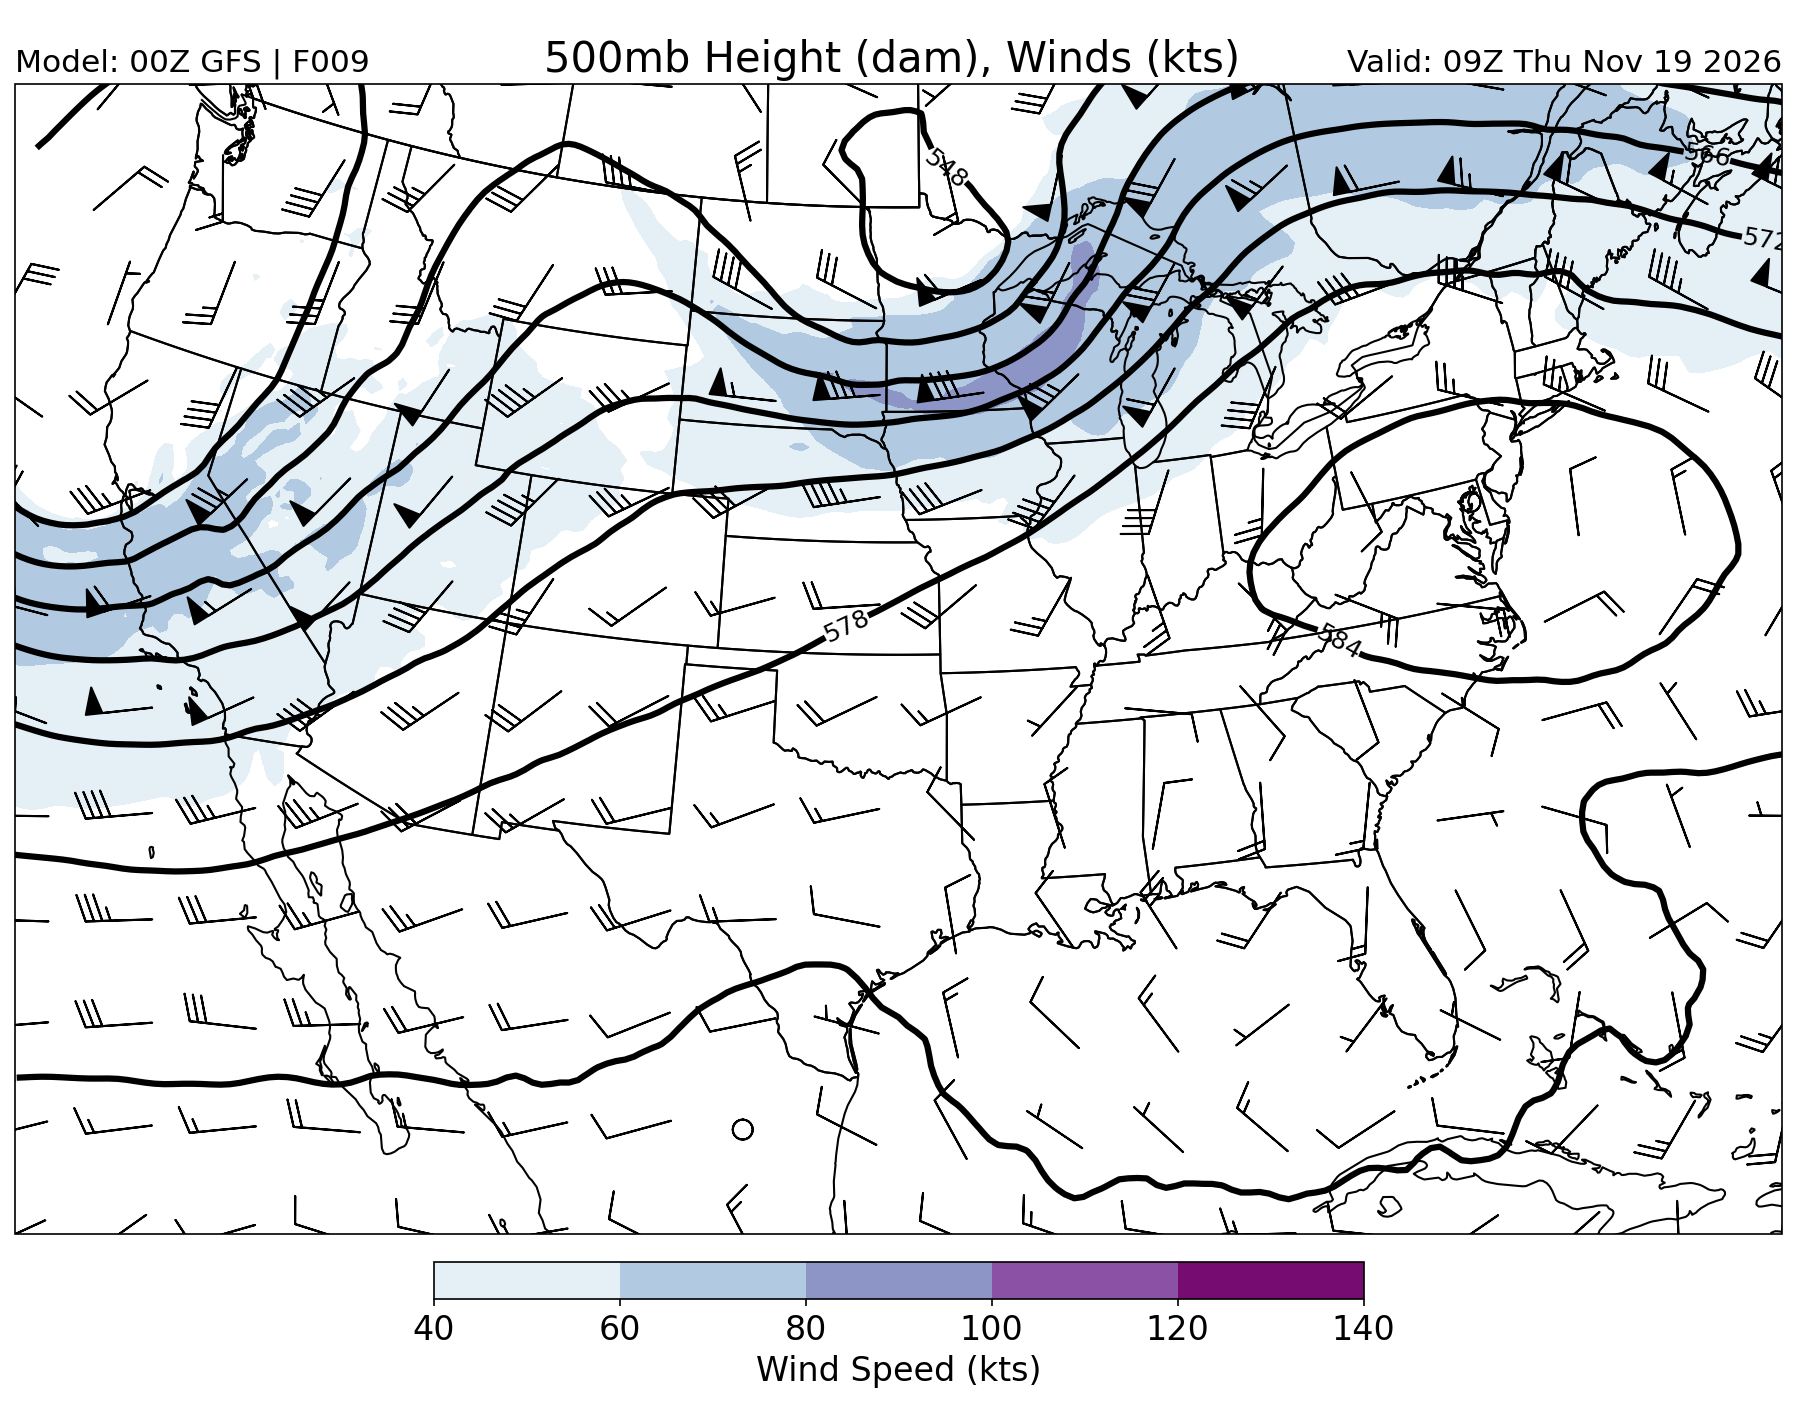 Model: 00Z GFS | F009
500mb Height (dam), Winds (kts)
Valid: 09Z Thu Nov 19 2026
548
566
572
578
584
40 60 80 100 120 140
Wind Speed (kts)